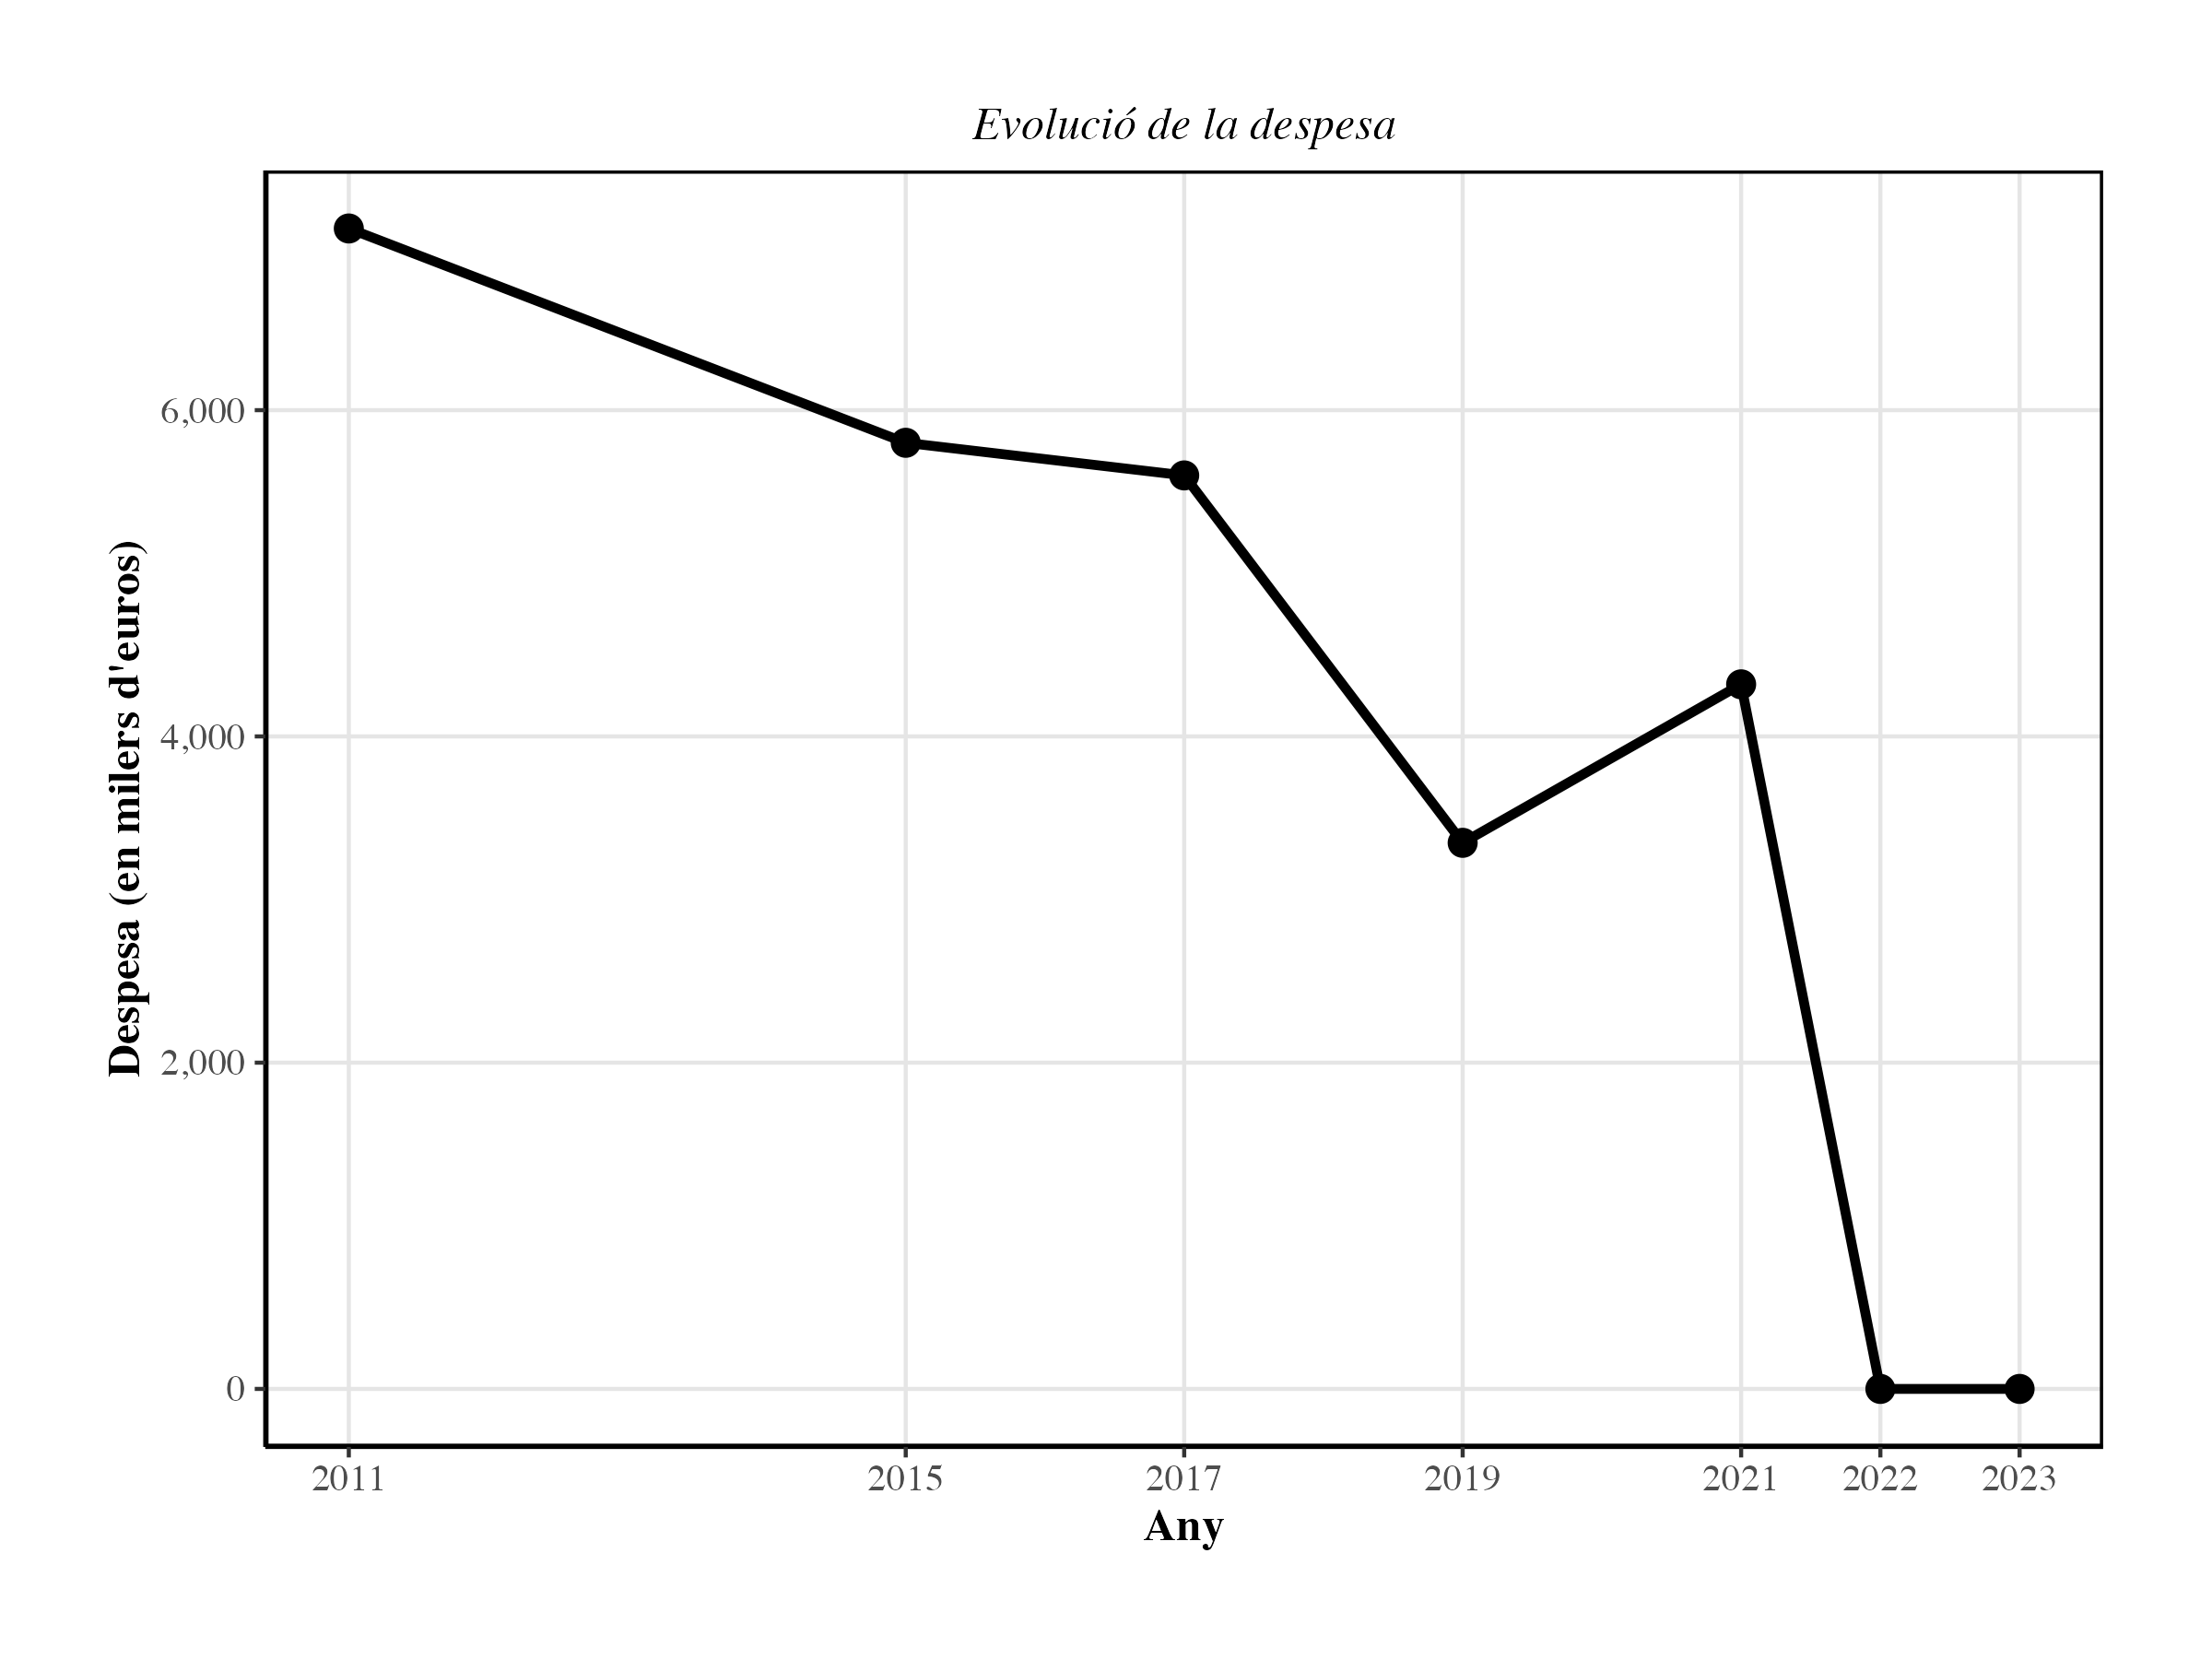 Evolució de la despesa
Despesa (en milers d'euros)
6,000
4,000
2,000
0
2011 2015 2017 2019 2021 2022 2023
Any